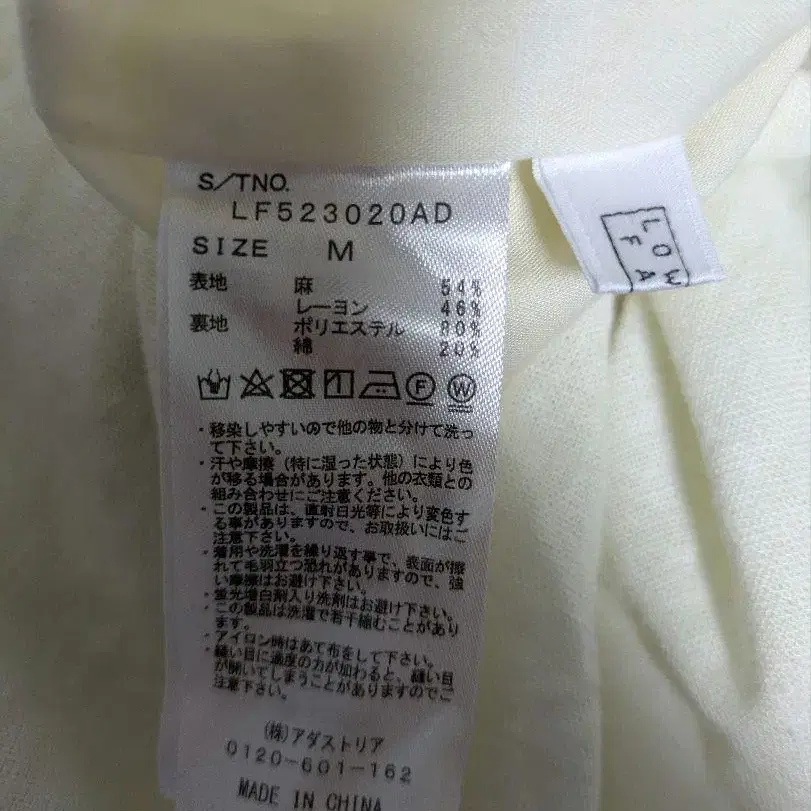 S/TNO.
LF523020AD
SIZE M
表地 麻 54%
レーヨン 46%
裏地 ポリエステル 80%
綿 20%
F W
・移染しやすいので他の物と分けて洗っ
て下さい。
・汗や摩擦（特に湿った状態）により色
が移る場合があります。他の衣類との
組み合わせにご注意ください。
・この製品は、直射日光等により変色す
る事がありますので、お取扱いにはご
注意下さい。
・着用や洗濯を繰り返す事で、表面が擦
れて毛羽立つ恐れがありますので、強
い摩擦はお避け下さい。
・蛍光増白剤入り洗剤はお避け下さい。
・この製品は洗濯で若干縮むことがあり
ます。
・アイロン時はあて布をして下さい。
・縫い目に過度の力が加わると、縫い目
が開いてしまうことがありますのでご
注意下さい。
(株)アダストリア
0120-601-162
MADE IN CHINA
LOW
FA